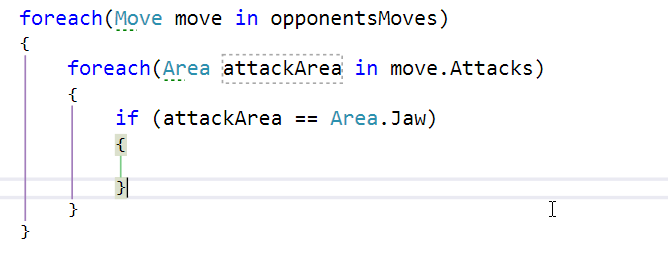 foreach(Move move in opponentsMoves)
{
    foreach(Area attackArea in move.Attacks)
    {
        if (attackArea == Area.Jaw)
        {
        }
    }
}